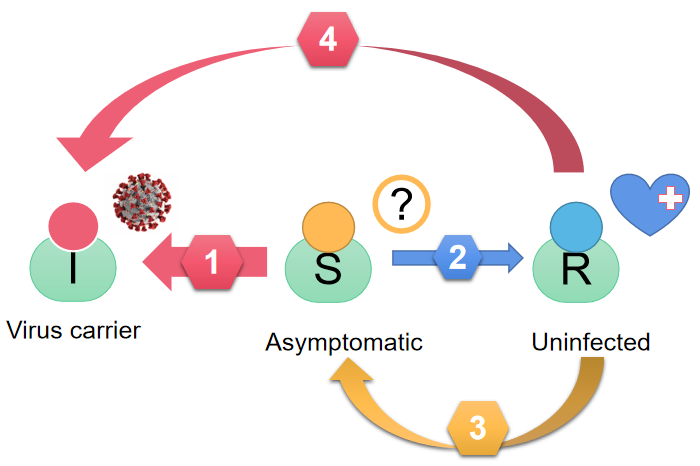 4
?
1
2
I
S
R
Virus carrier
Asymptomatic
Uninfected
3